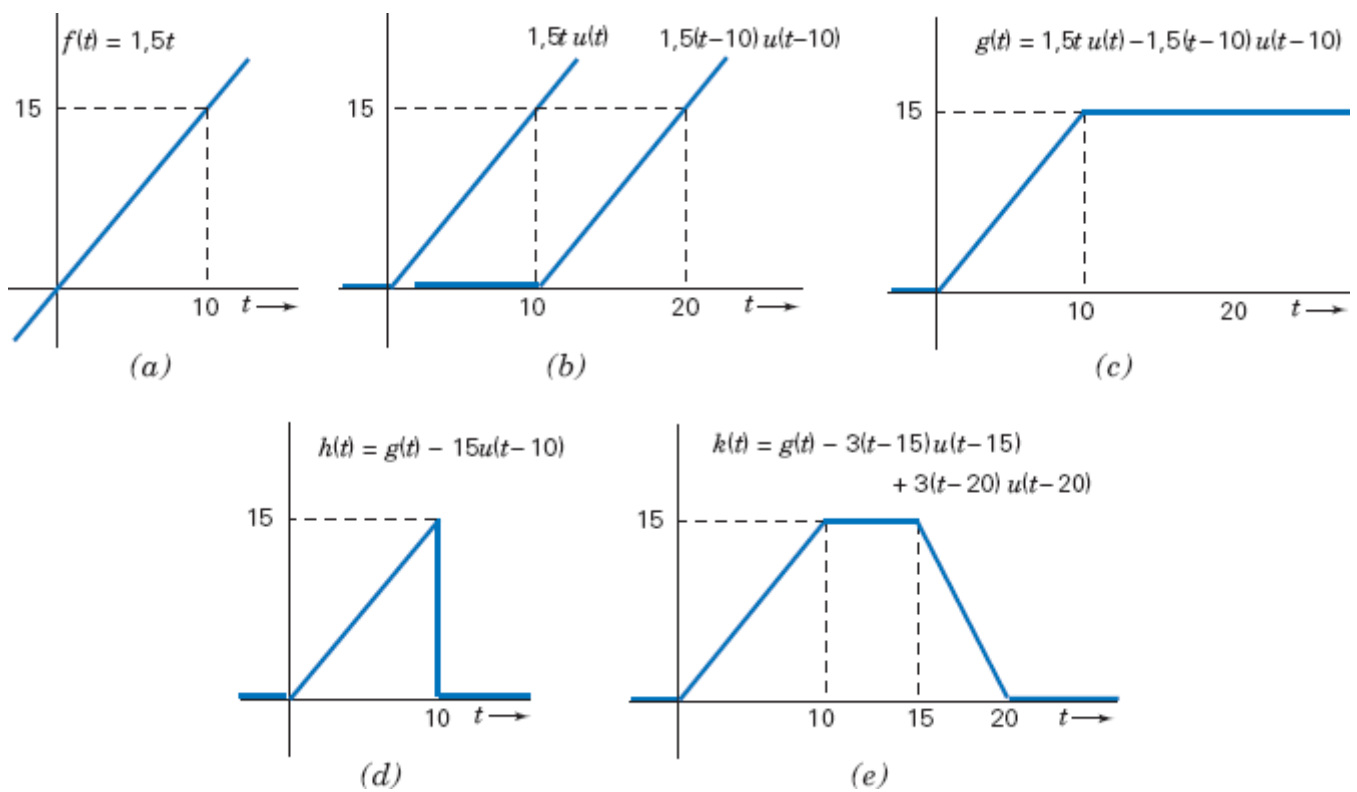 f(t) = 1,5t
15
10 t →
(a)
1,5t u(t) 1,5(t−10) u(t−10)
15
10 20 t →
(b)
g(t) = 1,5t u(t) −1,5(t−10) u(t−10)
15
10 20 t →
(c)
h(t) = g(t) − 15u(t−10)
15
10 t →
(d)
k(t) = g(t) − 3(t−15) u(t−15)
+ 3(t−20) u(t−20)
15
10 15 20 t →
(e)